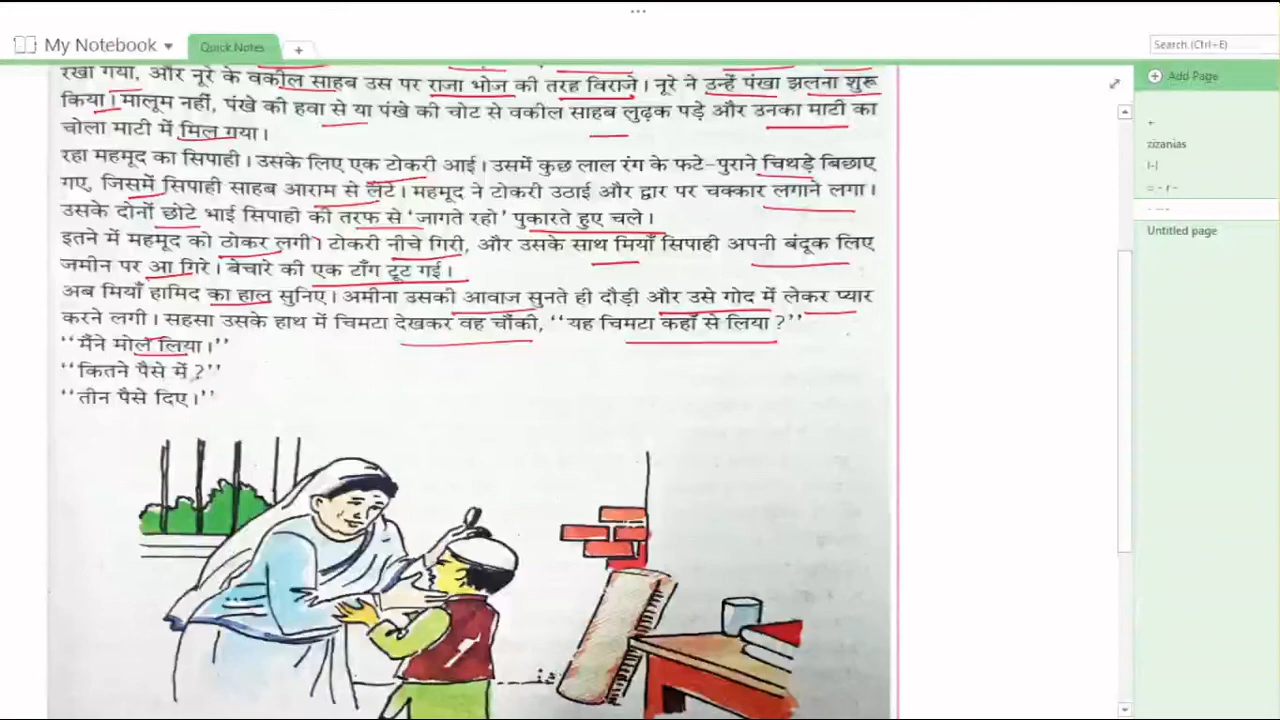 My Notebook
Quick Notes
+
Search (Ctrl+E)
Add Page
रखा गया, और नूरे के वकील साहब उस पर राजा भोज की तरह विराजे। नूरे ने उन्हें पंखा झलना शुरू
किया। मालूम नहीं, पंखे की हवा से या पंखे की चोट से वकील साहब लुढ़क पड़े और उनका माटी का
चोला माटी में मिल गया।
रहा महमूद का सिपाही। उसके लिए एक टोकरी आई। उसमें कुछ लाल रंग के फटे-पुराने चिथड़े बिछाए
गए, जिसमें सिपाही साहब आराम से लेटे। महमूद ने टोकरी उठाई और द्वार पर चक्कार लगाने लगा।
उसके दोनों छोटे भाई सिपाही की तरफ से 'जागते रहो' पुकारते हुए चले।
इतने में महमूद को ठोकर लगी। टोकरी नीचे गिरी, और उसके साथ मियाँ सिपाही अपनी बंदूक लिए
जमीन पर आ गिरे। बेचारे की एक टाँग टूट गई।
अब मियाँ हामिद का हाल सुनिए। अमीना उसकी आवाज सुनते ही दौड़ी और उसे गोद में लेकर प्यार
करने लगी। सहसा उसके हाथ में चिमटा देखकर वह चौंकी, ''यह चिमटा कहाँ से लिया ?''
''मैंने मोल लिया।''
''कितने पैसे में ?''
''तीन पैसे दिए।''
+
zizanias
Untitled page